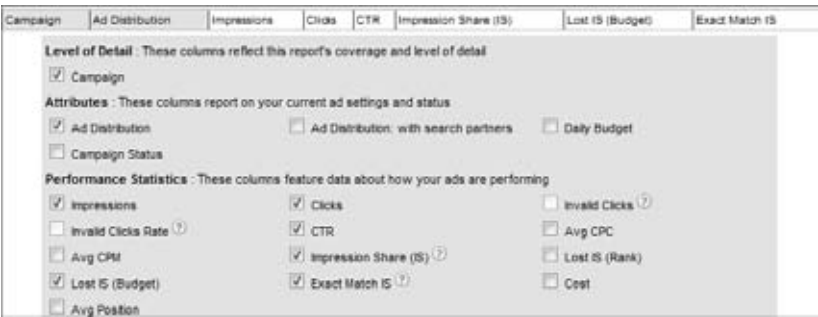 Campaign Ad Distribution Impressions Clicks CTR Impression Share (IS) Lost IS (Budget) Exact Match IS
Level of Detail : These columns reflect this report's coverage and level of detail
Campaign
Attributes : These columns report on your current ad settings and status
Ad Distribution Ad Distribution: with search partners Daily Budget
Campaign Status
Performance Statistics : These columns feature data about how your ads are performing
Impressions Clicks Invalid Clicks ?
Invalid Clicks Rate ? CTR Avg CPC
Avg CPM Impression Share (IS) ? Lost IS (Rank)
Lost IS (Budget) Exact Match IS ? Cost
Avg Position